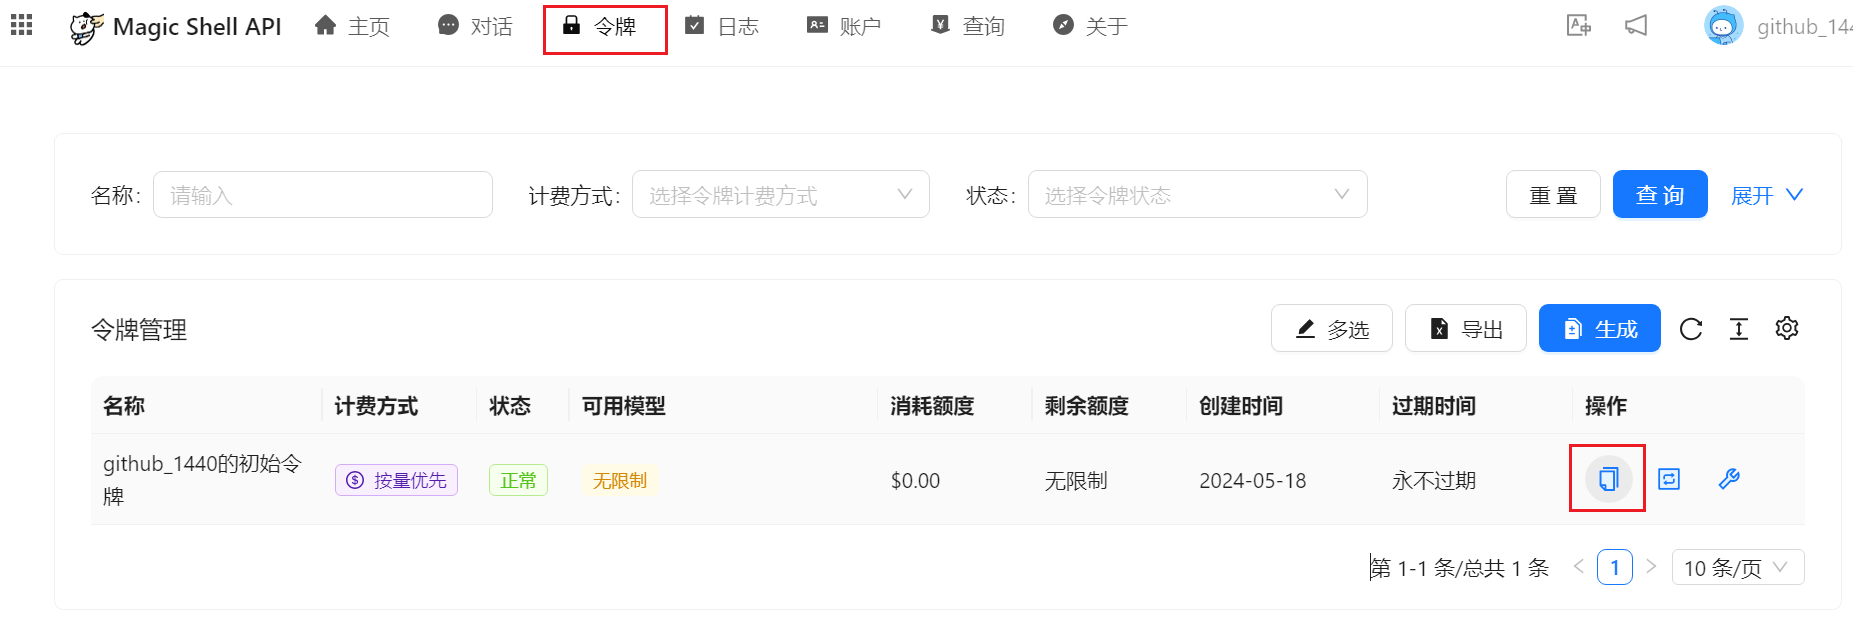 Magic Shell API 主页 对话 令牌 日志 账户 查询 关于 github_144
名称: 请输入 计费方式: 选择令牌计费方式 状态: 选择令牌状态 重置 查询 展开
令牌管理 多选 导出 生成
名称 计费方式 状态 可用模型 消耗额度 剩余额度 创建时间 过期时间 操作
github_1440的初始令
牌 按量优先 正常 无限制 $0.00 无限制 2024-05-18 永不过期
第 1-1 条/总共 1 条 < 1 > 10 条/页